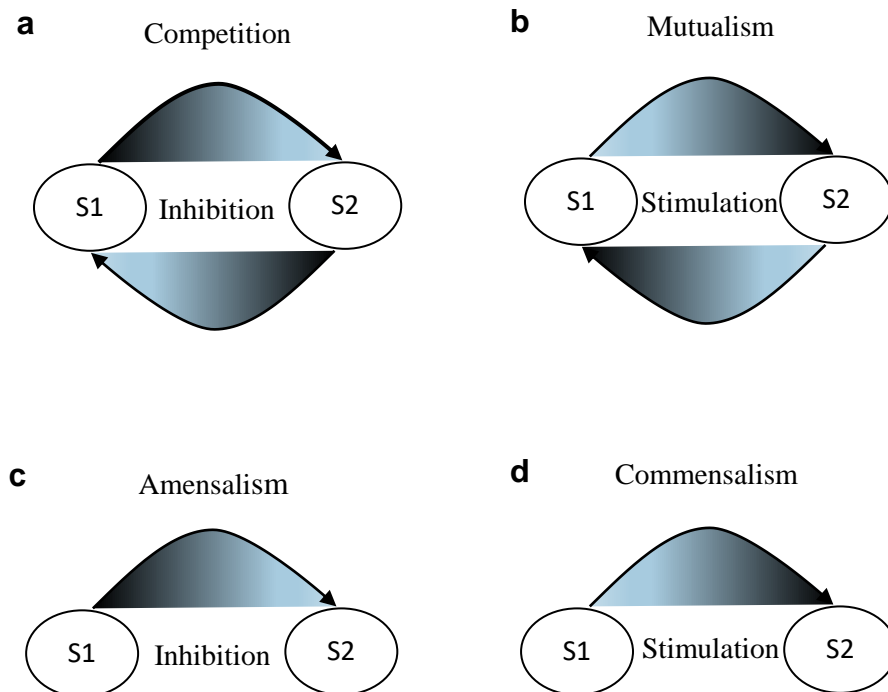 a
Competition
S1
Inhibition
S2
b
Mutualism
S1
Stimulation
S2
c
Amensalism
S1
Inhibition
S2
d
Commensalism
S1
Stimulation
S2